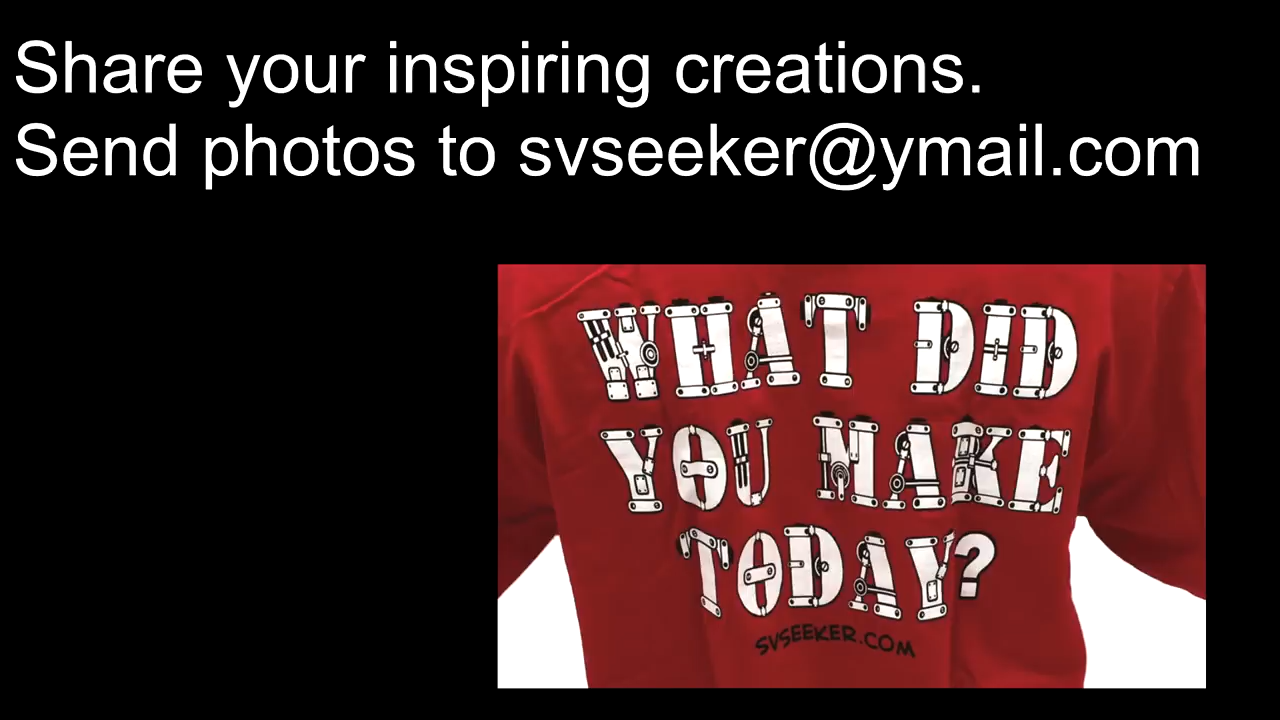 Share your inspiring creations.
Send photos to svseeker@ymail.com
WHAT DID
YOU MAKE
TODAY?
SVSEEKER.COM